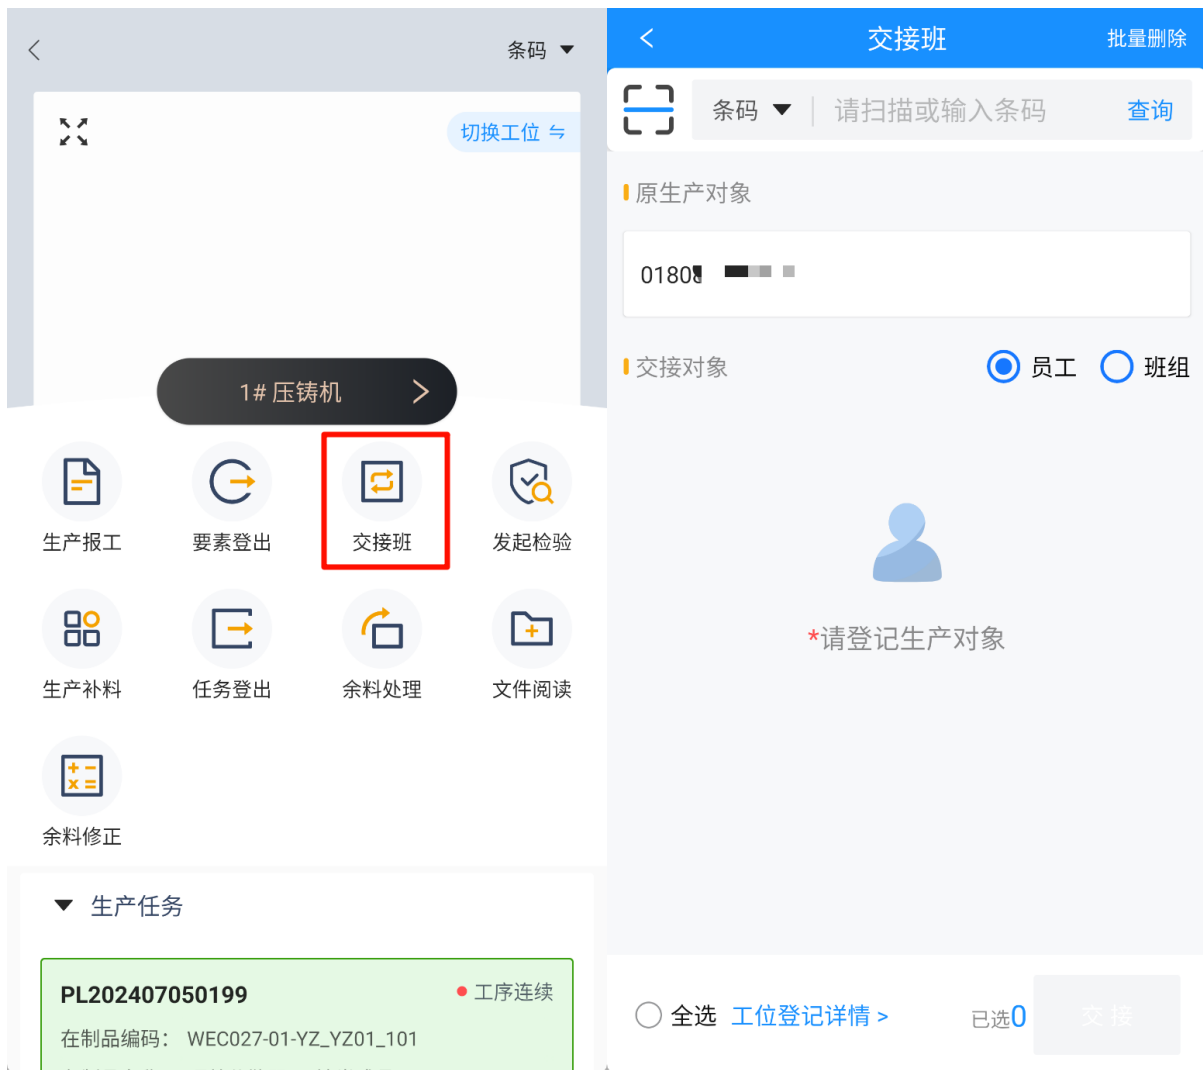 条码
切换工位
1# 压铸机
生产报工
要素登出
交接班
发起检验
生产补料
任务登出
余料处理
文件阅读
余料修正
生产任务
PL202407050199
工序连续
在制品编码： WEC027-01-YZ_YZ01_101
交接班
批量删除
条码
请扫描或输入条码
查询
原生产对象
0180
交接对象
员工
班组
*请登记生产对象
全选
工位登记详情 >
已选0
交接